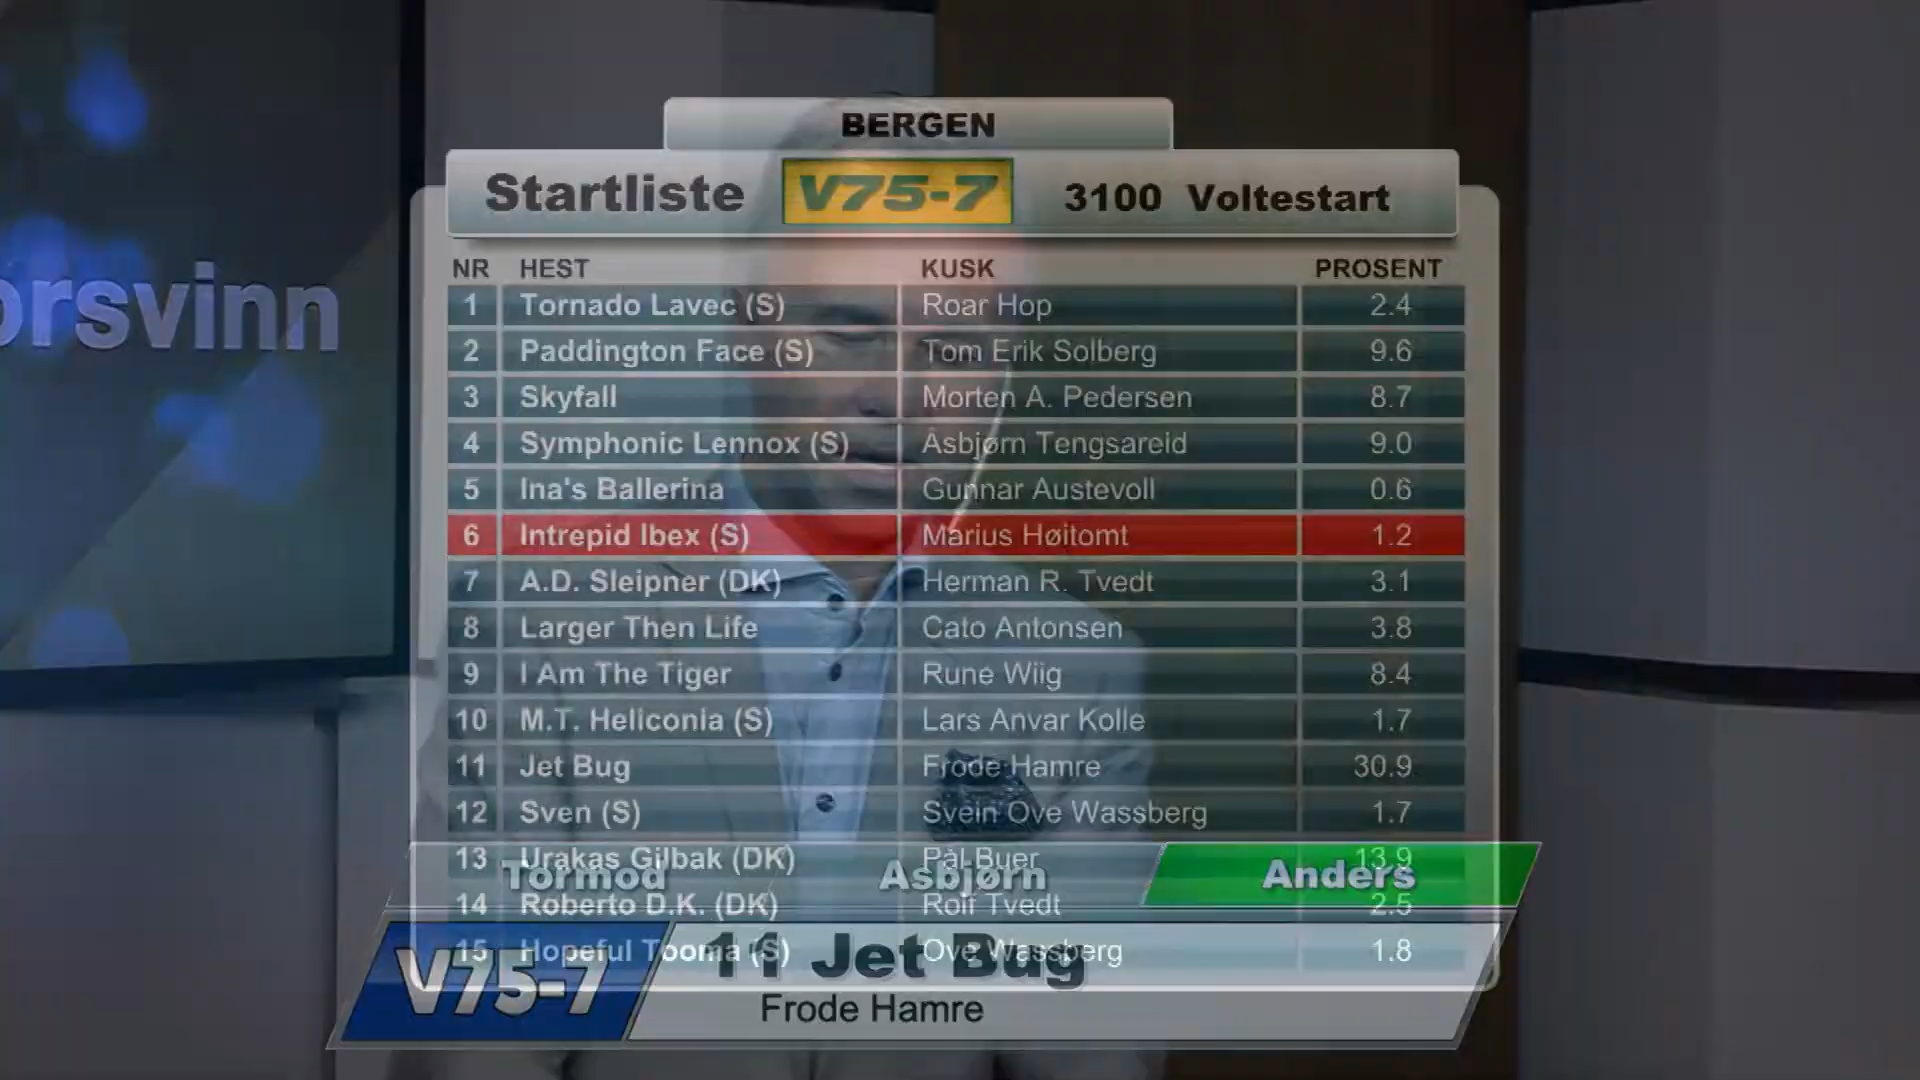 orsvinn
BERGEN
Startliste V75-7 3100 Voltestart
NR HEST KUSK PROSENT
1 Tornado Lavec (S) Roar Hop 2.4
2 Paddington Face (S) Tom Erik Solberg 9.6
3 Skyfall Morten A. Pedersen 8.7
4 Symphonic Lennox (S) Asbjørn Tengsareid 9.0
5 Ina's Ballerina Gunnar Austevoll 0.6
6 Intrepid Ibex (S) Marius Høitomt 1.2
7 A.D. Sleipner (DK) Herman R. Tvedt 3.1
8 Larger Then Life Cato Antonsen 3.8
9 I Am The Tiger Rune Wiig 8.4
10 M.T. Heliconia (S) Lars Anvar Kolle 1.7
11 Jet Bug Frode Hamre 30.9
12 Sven (S) Svein Ove Wassberg 1.7
13 Urakas Gilbak (DK) Pål Buer 13.9
Tormod Asbjørn Anders
14 Roberto D.K. (DK) Rolf Tvedt 2.5
15 Hopeful Tooma (S) Ove Wassberg 1.8
V75-7 11 Jet Bug
Frode Hamre